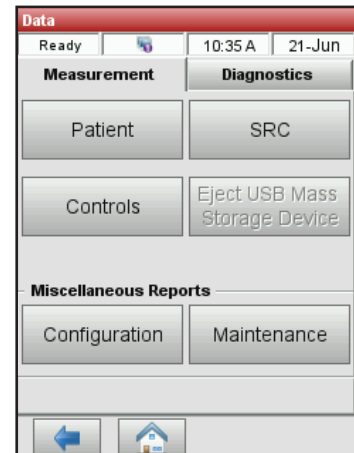 Data
Ready 10:35 A 21-Jun
Measurement Diagnostics
Patient SRC
Controls Eject USB Mass
Storage Device
Miscellaneous Reports
Configuration Maintenance